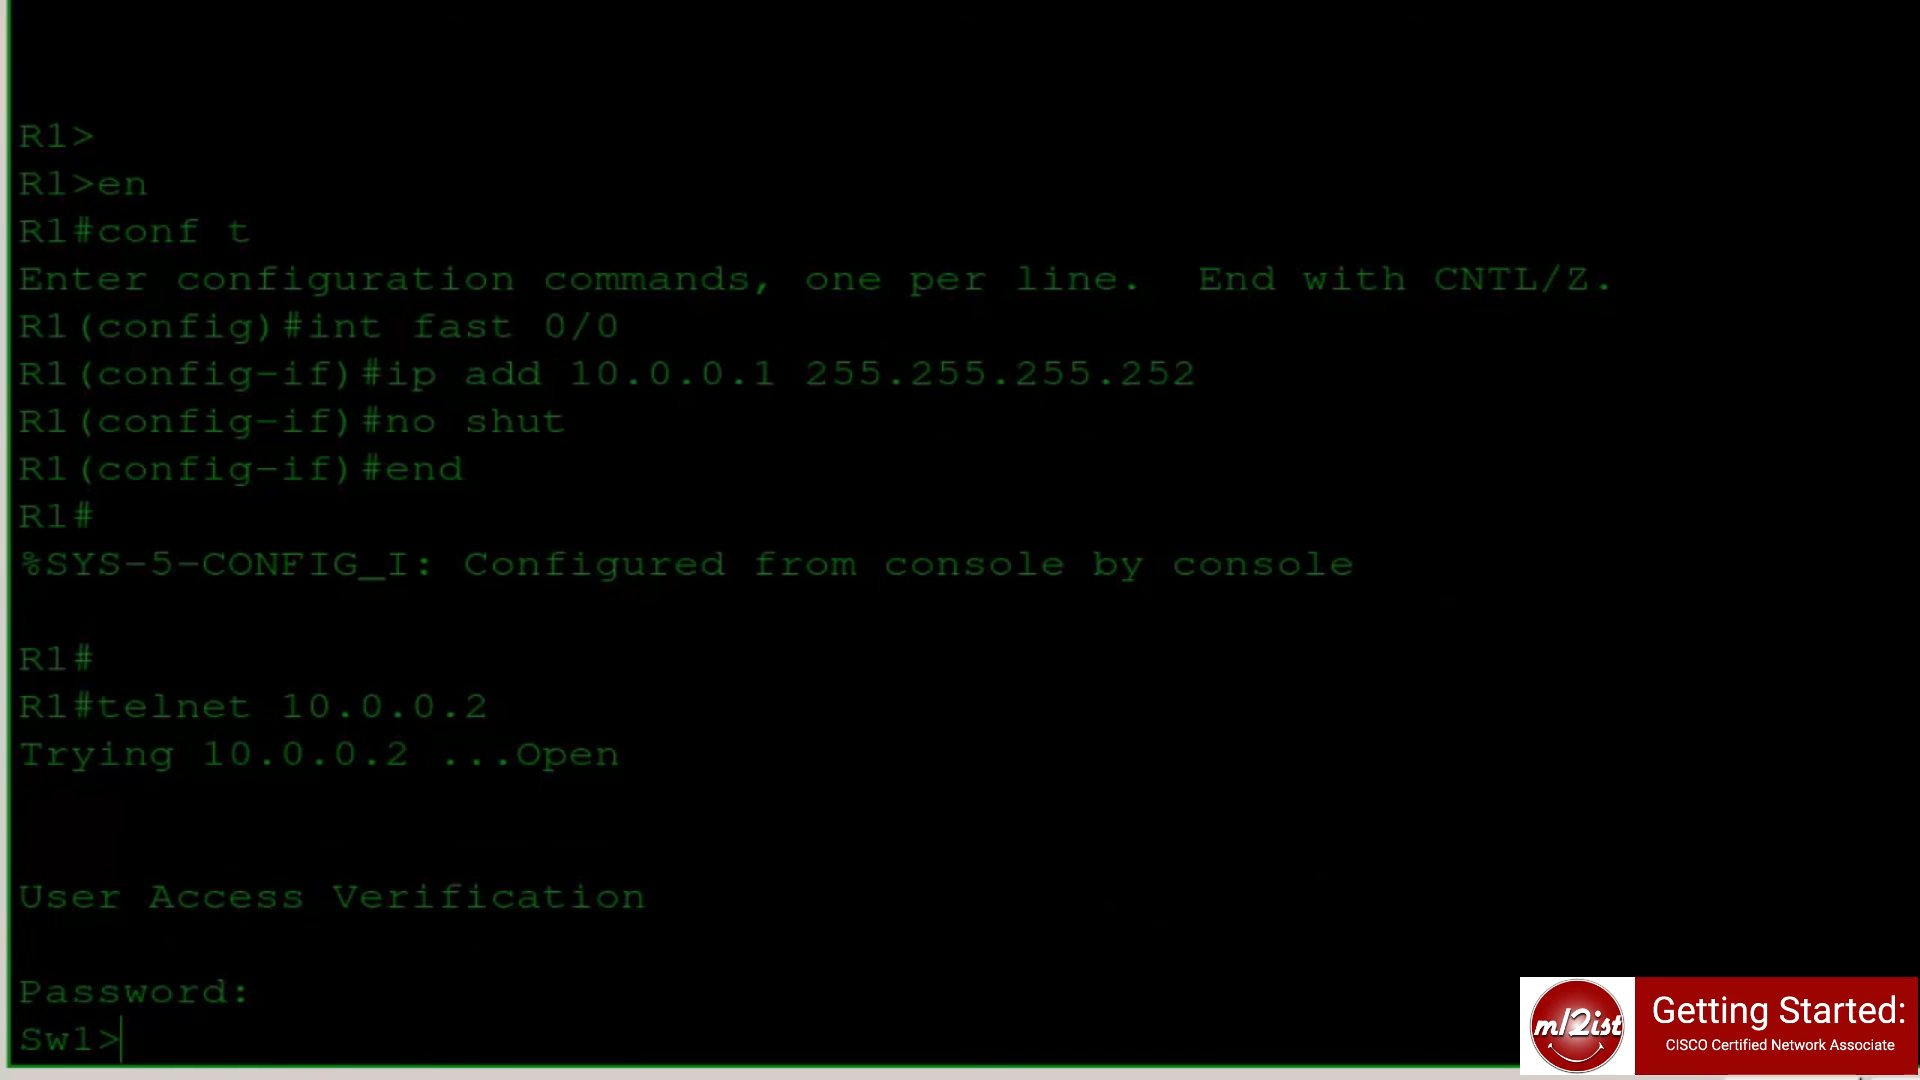 R1>
R1>en
R1#conf t
Enter configuration commands, one per line.  End with CNTL/Z.
R1(config)#int fast 0/0
R1(config-if)#ip add 10.0.0.1 255.255.255.252
R1(config-if)#no shut
R1(config-if)#end
R1#
%SYS-5-CONFIG_I: Configured from console by console
R1#
R1#telnet 10.0.0.2
Trying 10.0.0.2 ...Open
User Access Verification
Password:
Sw1>
ml2ist
Getting Started:
CISCO Certified Network Associate